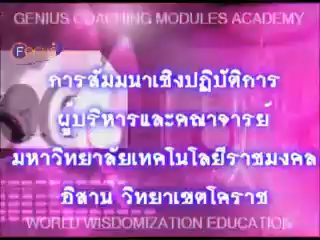 GENIUS COACHING MODULES ACADEMY
FOCUS
การสัมมนาเชิงปฏิบัติการ
ผู้บริหารและคณาจารย์
มหาวิทยาลัยเทคโนโลยีราชมงคล
อิสาน วิทยาเขตโคราช
WORLD WISDOMIZATION EDUCATION